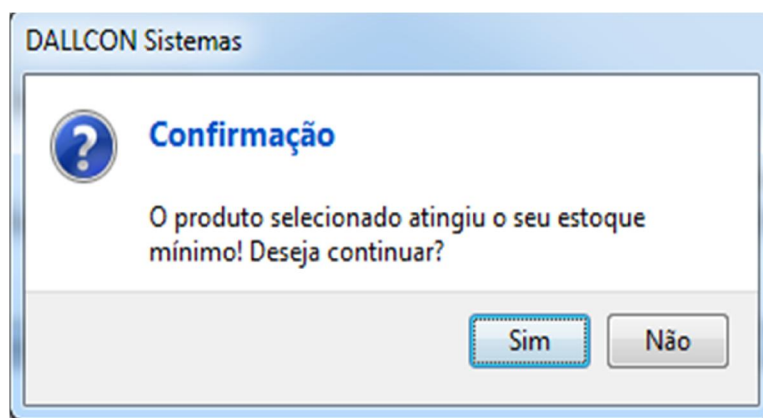 DALLCON Sistemas
Confirmação
O produto selecionado atingiu o seu estoque
mínimo! Deseja continuar?
Sim
Não